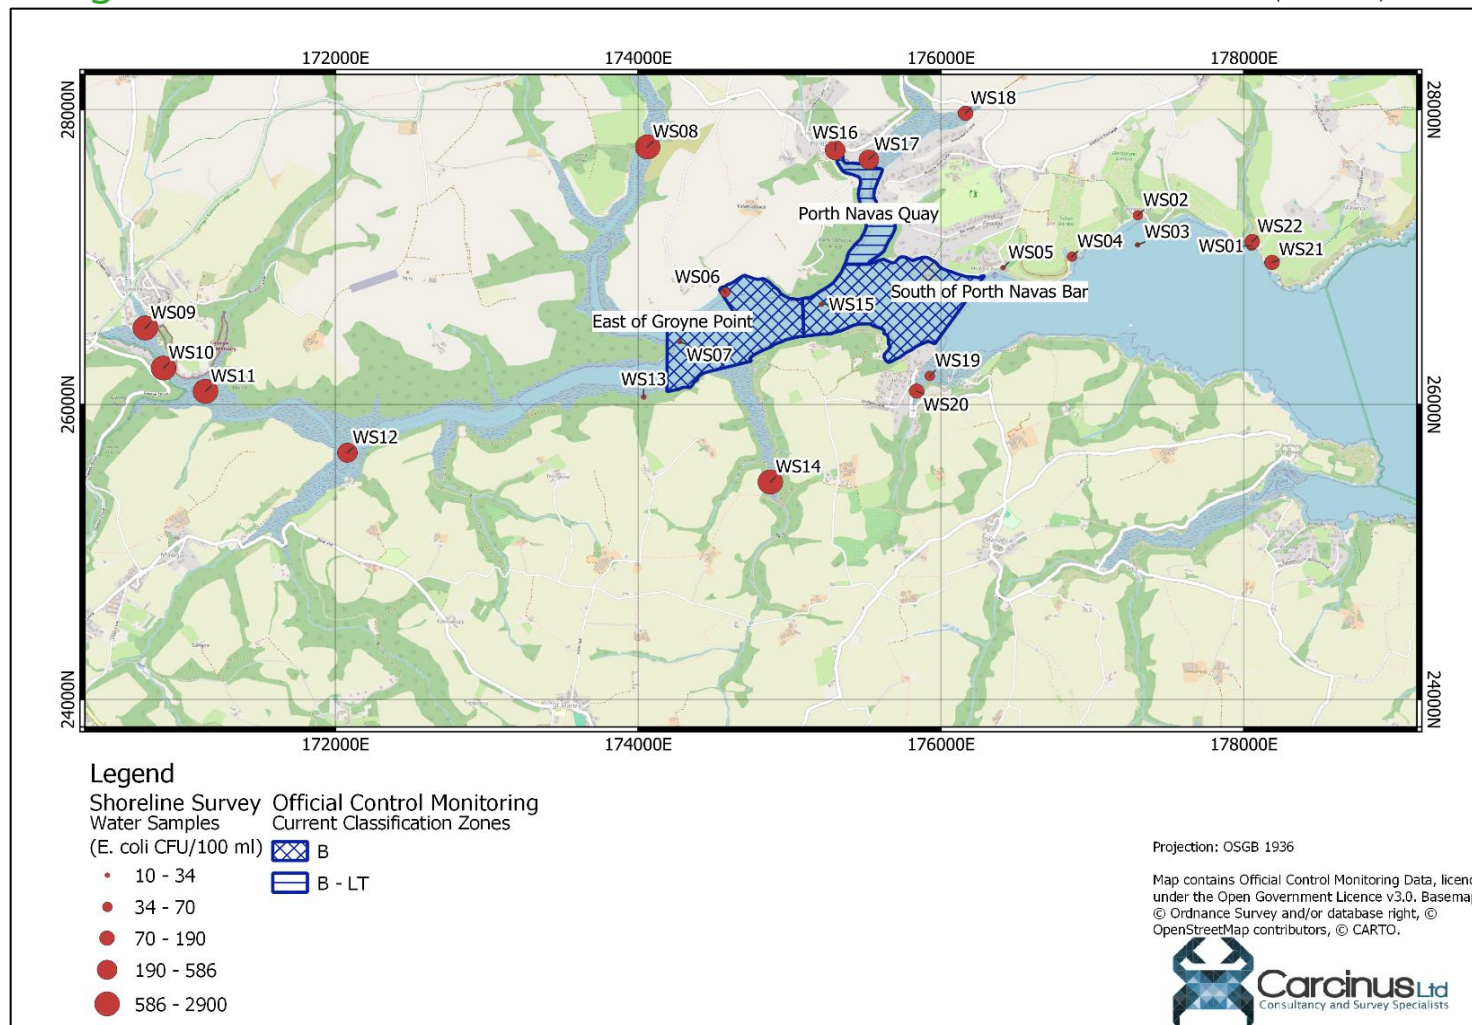 172000E
174000E
176000E
178000E
28000N
28000N
WS18
WS08
WS16
WS17
Porth Navas Quay
WS02
WS03
WS22
WS01
WS21
WS05
WS04
WS06
WS15
South of Porth Navas Bar
East of Groyne Point
WS07
WS09
WS10
WS11
WS13
WS19
WS20
26000N
26000N
WS12
WS14
24000N
24000N
172000E
174000E
176000E
178000E
Legend
Shoreline Survey
Water Samples
(E. coli CFU/100 ml)
10 - 34
34 - 70
70 - 190
190 - 586
586 - 2900
Official Control Monitoring
Current Classification Zones
B
B - LT
Projection: OSGB 1936
Map contains Official Control Monitoring Data, licenc
under the Open Government Licence v3.0. Basema
© Ordnance Survey and/or database right, ©
OpenStreetMap contributors, © CARTO.
Carcinus Ltd
Consultancy and Survey Specialists